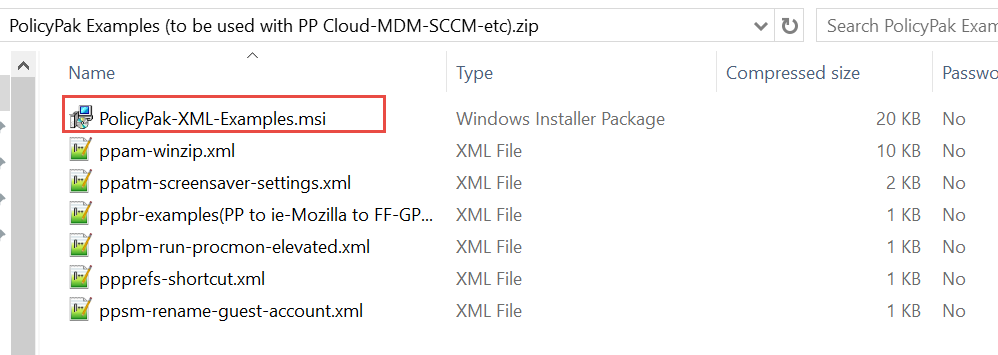 PolicyPak Examples (to be used with PP Cloud-MDM-SCCM-etc).zip Search PolicyPak Exam
Name Type Compressed size Passwo
PolicyPak-XML-Examples.msi Windows Installer Package 20 KB No
ppam-winzip.xml XML File 10 KB No
ppatm-screensaver-settings.xml XML File 2 KB No
ppbr-examples(PP to ie-Mozilla to FF-GP... XML File 1 KB No
pplpm-run-procmon-elevated.xml XML File 1 KB No
ppprefs-shortcut.xml XML File 1 KB No
ppsm-rename-guest-account.xml XML File 1 KB No